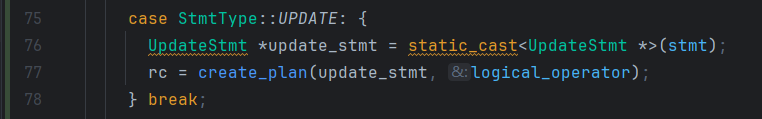 75 case StmtType::UPDATE: {
76 UpdateStmt *update_stmt = static_cast<UpdateStmt *>(stmt);
77 rc = create_plan(update_stmt, &:logical_operator);
78 } break;